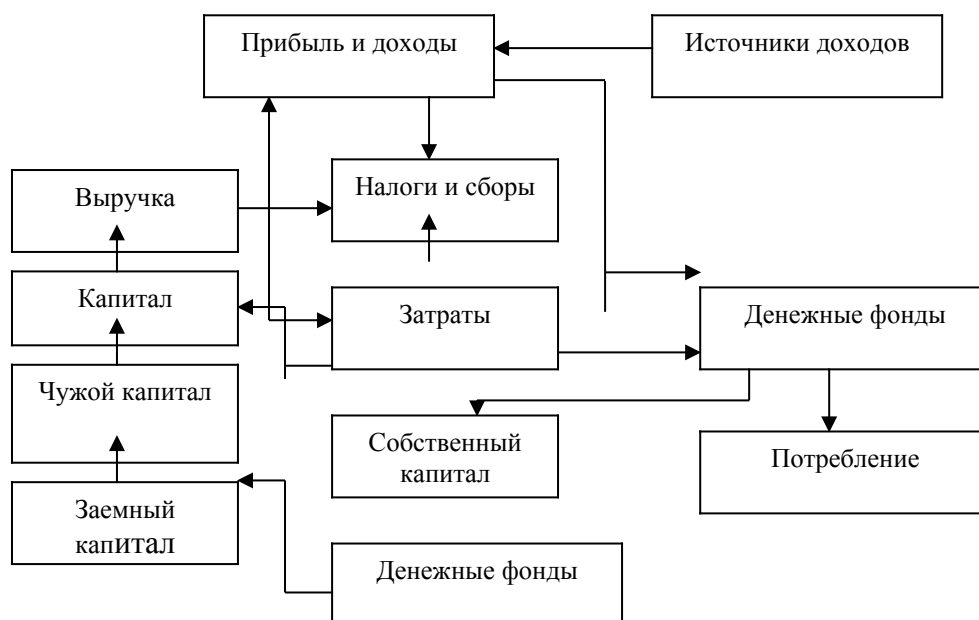 Прибыль и доходы
Источники доходов
Выручка
Налоги и сборы
Капитал
Затраты
Денежные фонды
Чужой капитал
Собственный
капитал
Потребление
Заемный
капитал
Денежные фонды